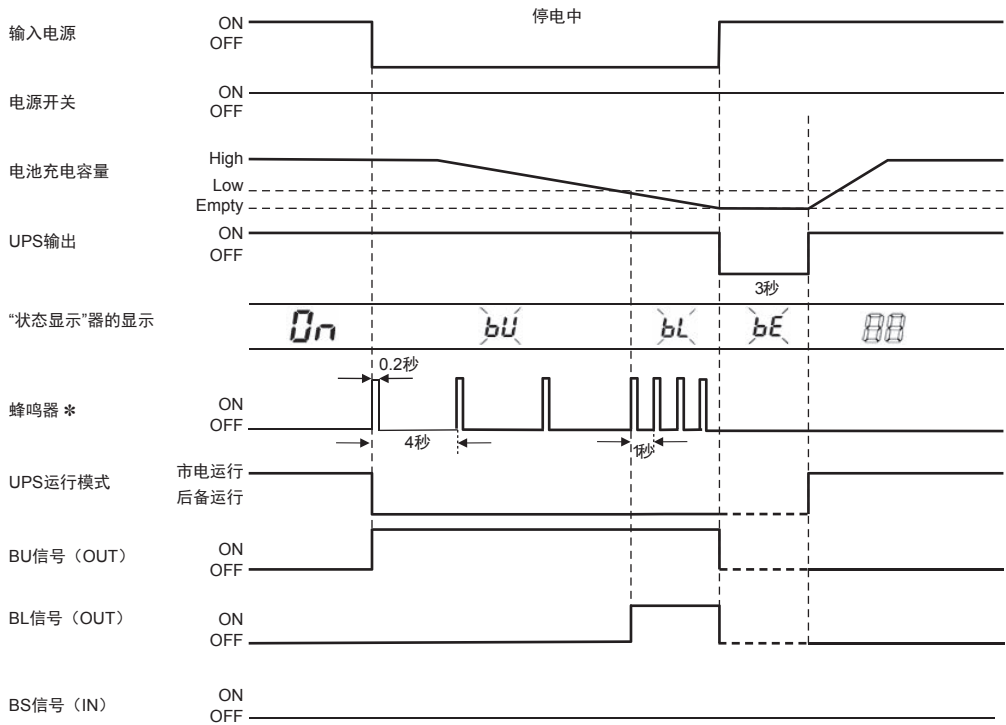 停电中
输入电源 ON
OFF
电源开关 ON
OFF
电池充电容量 High
Low
Empty
UPS输出 ON
OFF
3秒
“状态显示”器的显示 On bU bL bE 88
0.2秒
蜂鸣器＊ ON
OFF
4秒 1秒
UPS运行模式 市电运行
后备运行
BU信号（OUT） ON
OFF
BL信号（OUT） ON
OFF
BS信号（IN） ON
OFF